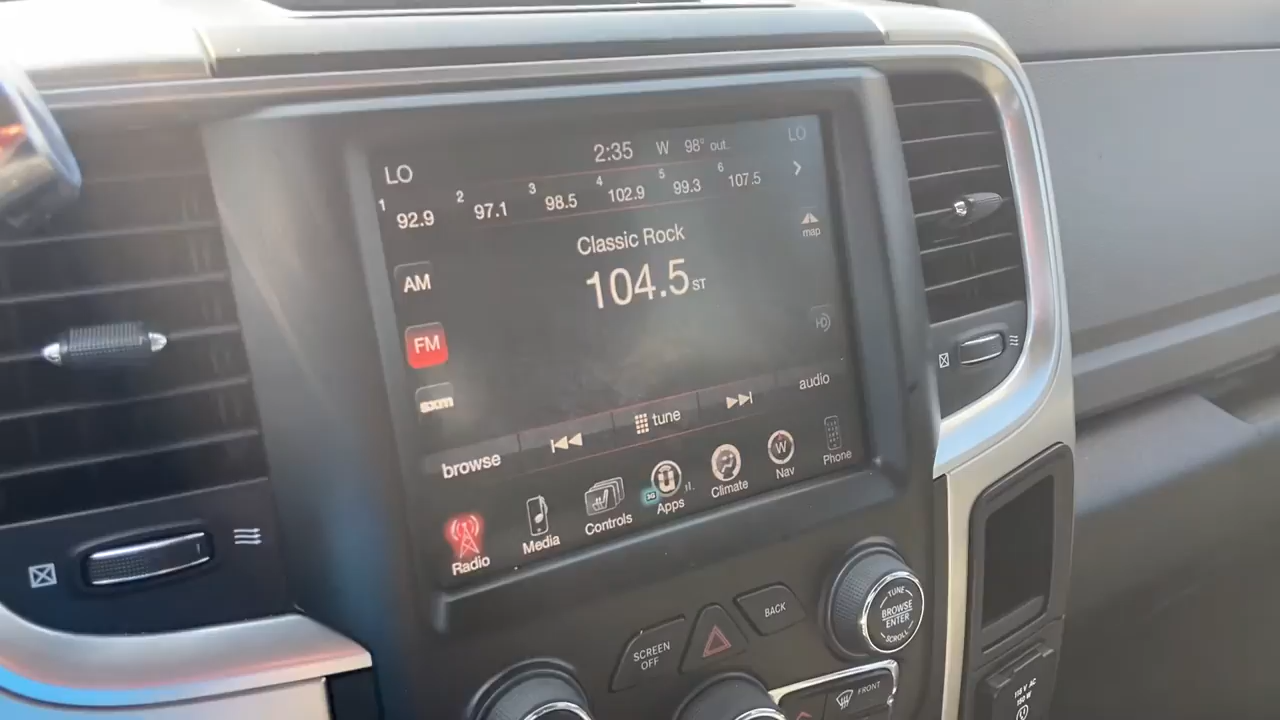 LO 2:35 W 98° out. LO
1 92.9 2 97.1 3 98.5 4 102.9 5 99.3 6 107.5
map
Classic Rock
104.5 ST
AM
FM
sxm
HD
browse tune audio
Radio Media Controls 3G Apps Climate W Nav Phone
SCREEN OFF
BACK
TUNE
BROWSE
ENTER
SCROLL
FRONT
115 V AC
150 W